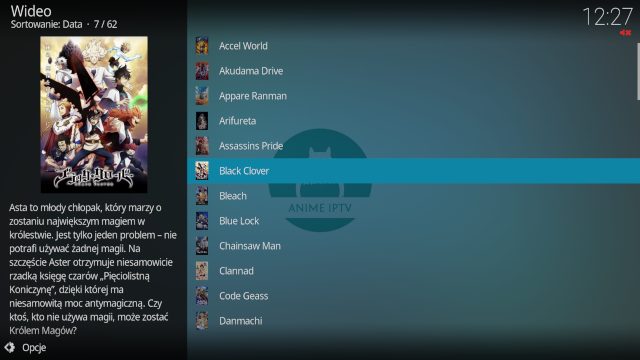 Wideo
Sortowanie: Data · 7 / 62
12:27
Accel World
Akudama Drive
Appare Ranman
Arifureta
Assassins Pride
Black Clover
Bleach
Blue Lock
Chainsaw Man
Clannad
Code Geass
Danmachi
ANIME IPTV
Asta to młody chłopak, który marzy o
zostaniu największym magiem w
królestwie. Jest tylko jeden problem – nie
potrafi używać żadnej magii. Na
szczęście Aster otrzymuje niesamowicie
rzadką księgę czarów „Pięciolistną
Koniczynę”, dzięki której ma
niesamowitą moc antymagiczną. Czy
ktoś, kto nie używa magii, może zostać
Królem Magów?
Opcje